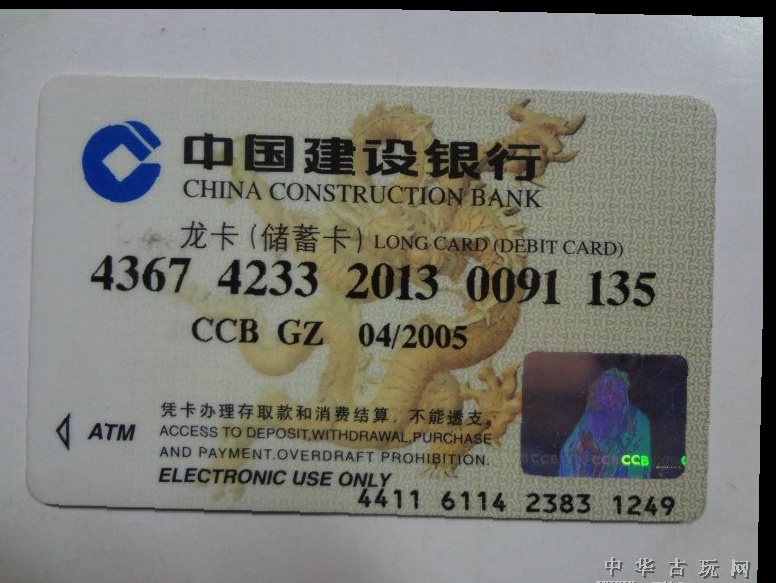 中国建设银行
CHINA CONSTRUCTION BANK
龙卡(储蓄卡) LONG CARD (DEBIT CARD)
4367 4233 2013 0091 135
CCB GZ 04/2005
凭卡办理存取款和消费结算，不能透支。
ATM ACCESS TO DEPOSIT,WITHDRAWAL,PURCHASE
AND PAYMENT.OVERDRAFT PROHIBITION.
CCB CCB CCB
ELECTRONIC USE ONLY
4411 6114 2383 1249
中华古玩网